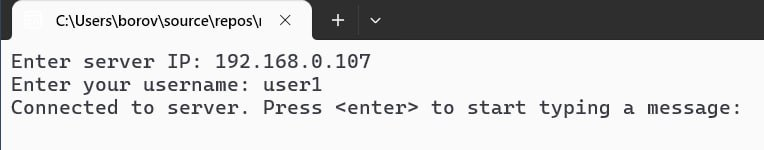 C:\Users\borov\source\repos\
Enter server IP: 192.168.0.107
Enter your username: user1
Connected to server. Press <enter> to start typing a message: